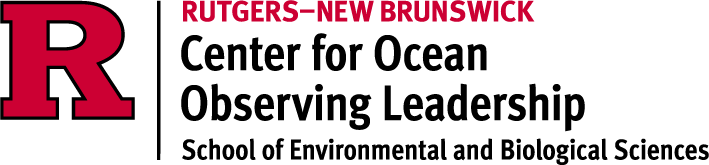 R
RUTGERS–NEW BRUNSWICK
Center for Ocean
Observing Leadership
School of Environmental and Biological Sciences